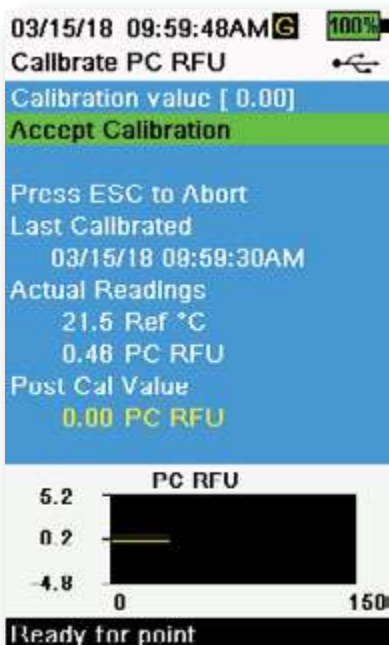 03/15/18 09:59:48AM G 100%
Calibrate PC RFU
Calibration value [ 0.00]
Accept Calibration
Press ESC to Abort
Last Calibrated
03/15/18 09:59:30AM
Actual Readings
21.5 Ref °C
0.46 PC RFU
Post Cal Value
0.00 PC RFU
PC RFU
5.2
0.2
-4.8
0 150
Ready for point